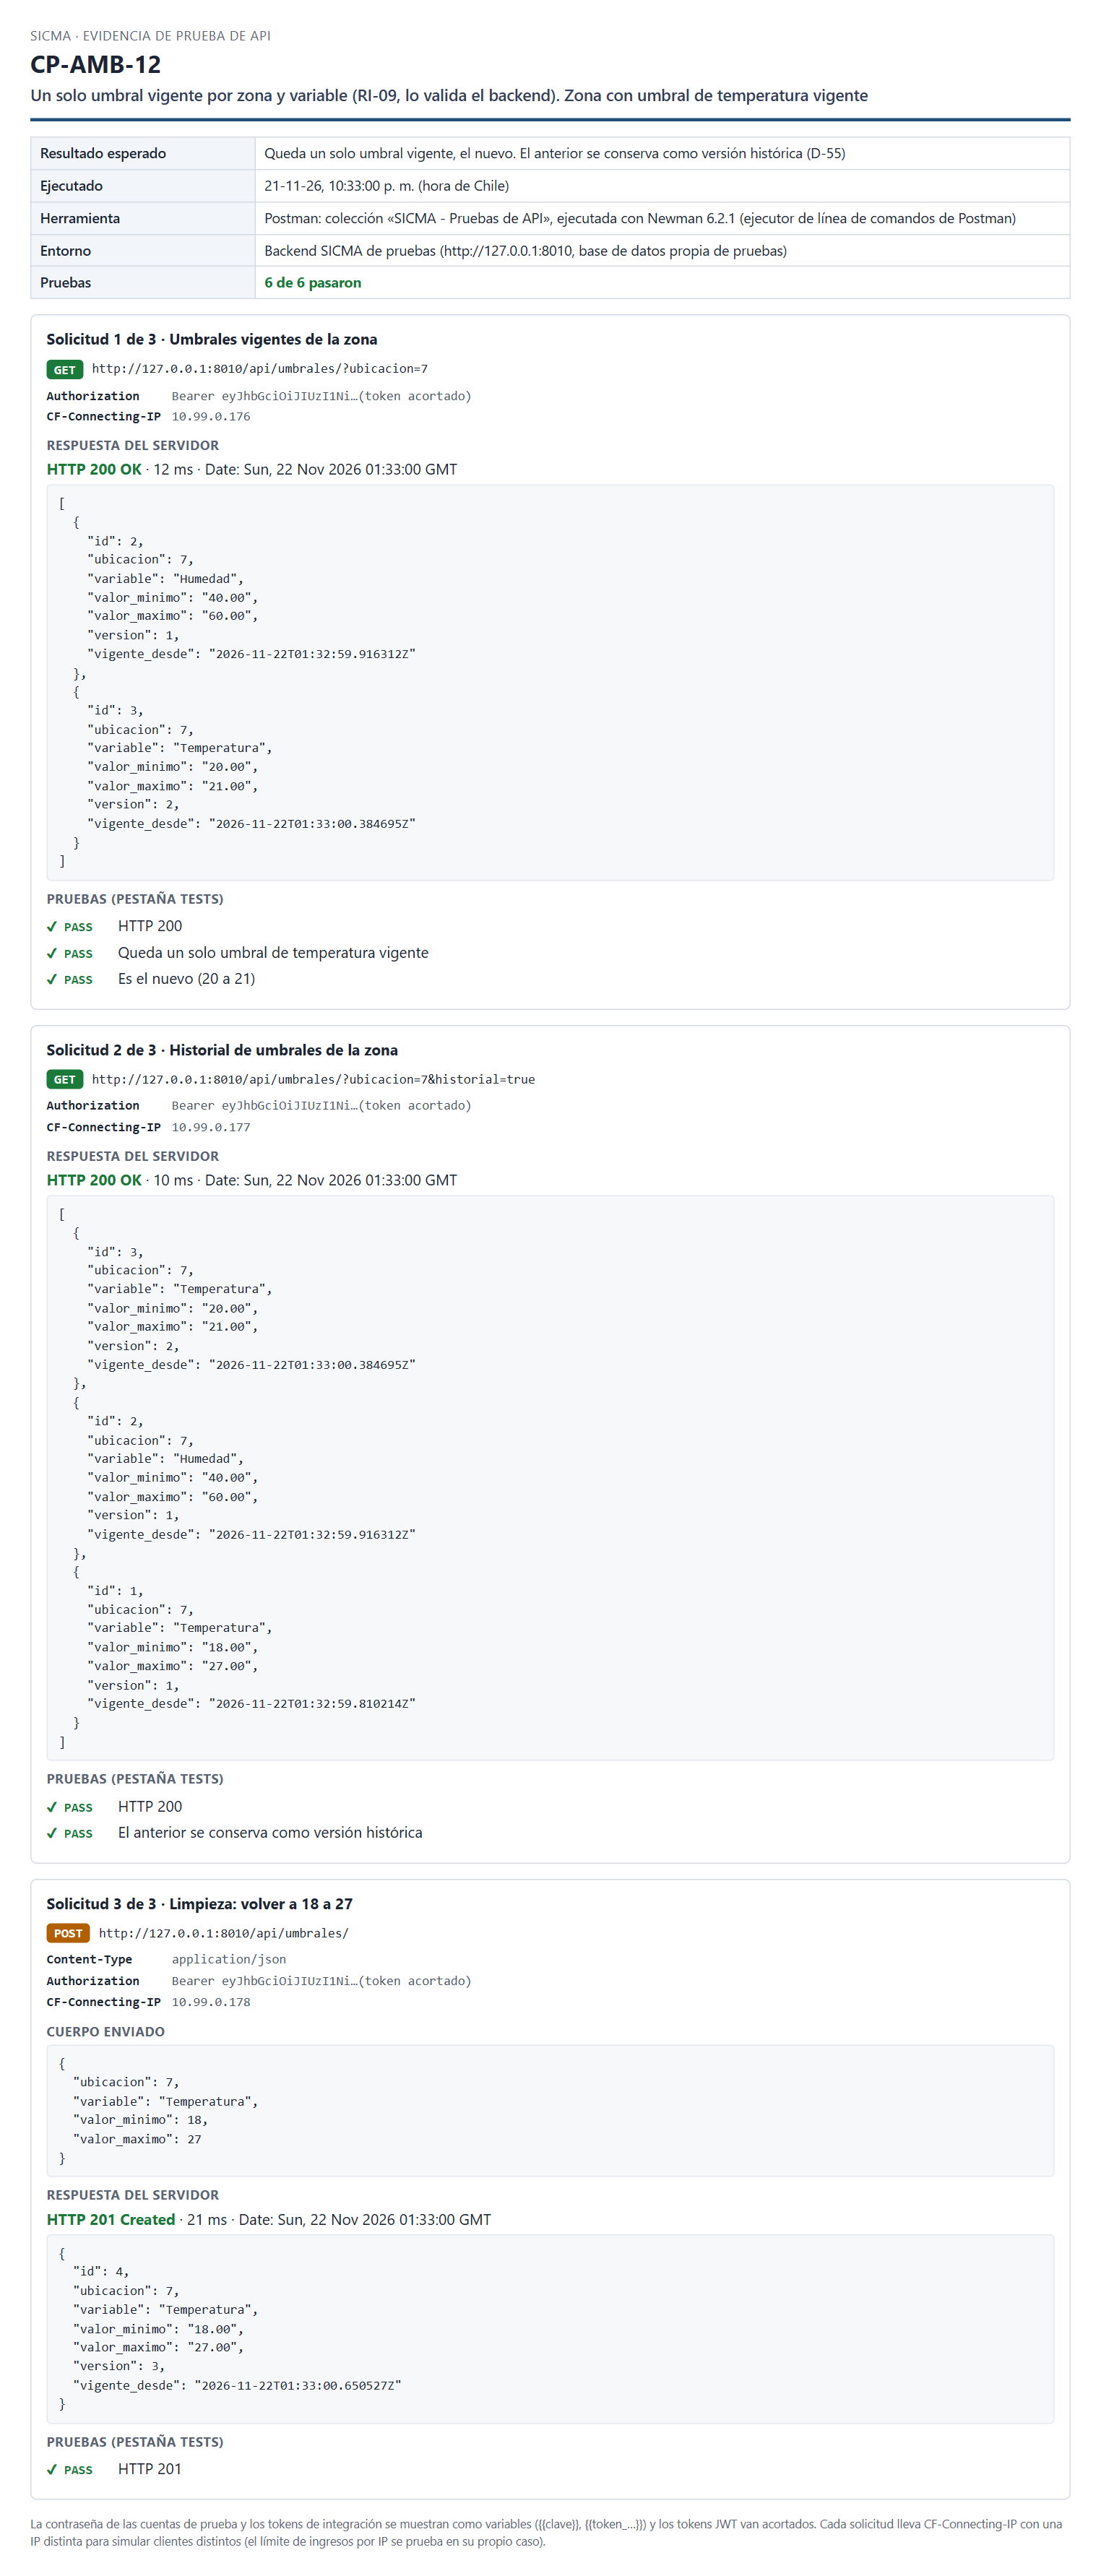 SICMA · EVIDENCIA DE PRUEBA DE API
CP-AMB-12
Un solo umbral vigente por zona y variable (RI-09, lo valida el backend). Zona con umbral de temperatura vigente
Resultado esperado Queda un solo umbral vigente, el nuevo. El anterior se conserva como versión histórica (D-55)
Ejecutado 21-11-26, 10:33:00 p. m. (hora de Chile)
Herramienta Postman: colección «SICMA - Pruebas de API», ejecutada con Newman 6.2.1 (ejecutor de línea de comandos de Postman)
Entorno Backend SICMA de pruebas (http://127.0.0.1:8010, base de datos propia de pruebas)
Pruebas 6 de 6 pasaron
Solicitud 1 de 3 · Umbrales vigentes de la zona
GET http://127.0.0.1:8010/api/umbrales/?ubicacion=7
Authorization Bearer eyJhbGciOiJIUzI1Ni…(token acortado)
CF-Connecting-IP 10.99.0.176
RESPUESTA DEL SERVIDOR
HTTP 200 OK · 12 ms · Date: Sun, 22 Nov 2026 01:33:00 GMT
[
{
"id": 2,
"ubicacion": 7,
"variable": "Humedad",
"valor_minimo": "40.00",
"valor_maximo": "60.00",
"version": 1,
"vigente_desde": "2026-11-22T01:32:59.916312Z"
},
{
"id": 3,
"ubicacion": 7,
"variable": "Temperatura",
"valor_minimo": "20.00",
"valor_maximo": "21.00",
"version": 2,
"vigente_desde": "2026-11-22T01:33:00.384695Z"
}
]
PRUEBAS (PESTAÑA TESTS)
✔ PASS HTTP 200
✔ PASS Queda un solo umbral de temperatura vigente
✔ PASS Es el nuevo (20 a 21)
Solicitud 2 de 3 · Historial de umbrales de la zona
GET http://127.0.0.1:8010/api/umbrales/?ubicacion=7&historial=true
Authorization Bearer eyJhbGciOiJIUzI1Ni…(token acortado)
CF-Connecting-IP 10.99.0.177
RESPUESTA DEL SERVIDOR
HTTP 200 OK · 10 ms · Date: Sun, 22 Nov 2026 01:33:00 GMT
[
{
"id": 3,
"ubicacion": 7,
"variable": "Temperatura",
"valor_minimo": "20.00",
"valor_maximo": "21.00",
"version": 2,
"vigente_desde": "2026-11-22T01:33:00.384695Z"
},
{
"id": 2,
"ubicacion": 7,
"variable": "Humedad",
"valor_minimo": "40.00",
"valor_maximo": "60.00",
"version": 1,
"vigente_desde": "2026-11-22T01:32:59.916312Z"
},
{
"id": 1,
"ubicacion": 7,
"variable": "Temperatura",
"valor_minimo": "18.00",
"valor_maximo": "27.00",
"version": 1,
"vigente_desde": "2026-11-22T01:32:59.810214Z"
}
]
PRUEBAS (PESTAÑA TESTS)
✔ PASS HTTP 200
✔ PASS El anterior se conserva como versión histórica
Solicitud 3 de 3 · Limpieza: volver a 18 a 27
POST http://127.0.0.1:8010/api/umbrales/
Content-Type application/json
Authorization Bearer eyJhbGciOiJIUzI1Ni…(token acortado)
CF-Connecting-IP 10.99.0.178
CUERPO ENVIADO
{
"ubicacion": 7,
"variable": "Temperatura",
"valor_minimo": 18,
"valor_maximo": 27
}
RESPUESTA DEL SERVIDOR
HTTP 201 Created · 21 ms · Date: Sun, 22 Nov 2026 01:33:00 GMT
{
"id": 4,
"ubicacion": 7,
"variable": "Temperatura",
"valor_minimo": "18.00",
"valor_maximo": "27.00",
"version": 3,
"vigente_desde": "2026-11-22T01:33:00.650527Z"
}
PRUEBAS (PESTAÑA TESTS)
✔ PASS HTTP 201
La contraseña de las cuentas de prueba y los tokens de integración se muestran como variables ({{clave}}, {{token_...}}) y los tokens JWT van acortados. Cada solicitud lleva CF-Connecting-IP con una
IP distinta para simular clientes distintos (el límite de ingresos por IP se prueba en su propio caso).